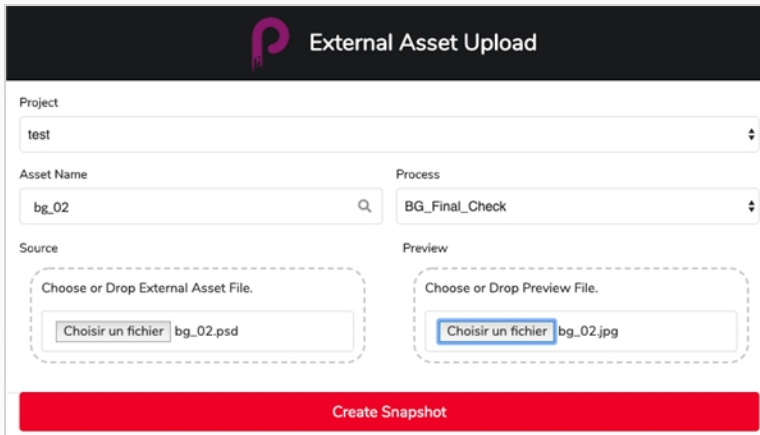 External Asset Upload
Project
test
Asset Name
Process
bg_02
BG_Final_Check
Source
Preview
Choose or Drop External Asset File.
Choose or Drop Preview File.
Choisir un fichier bg_02.psd
Choisir un fichier bg_02.jpg
Create Snapshot